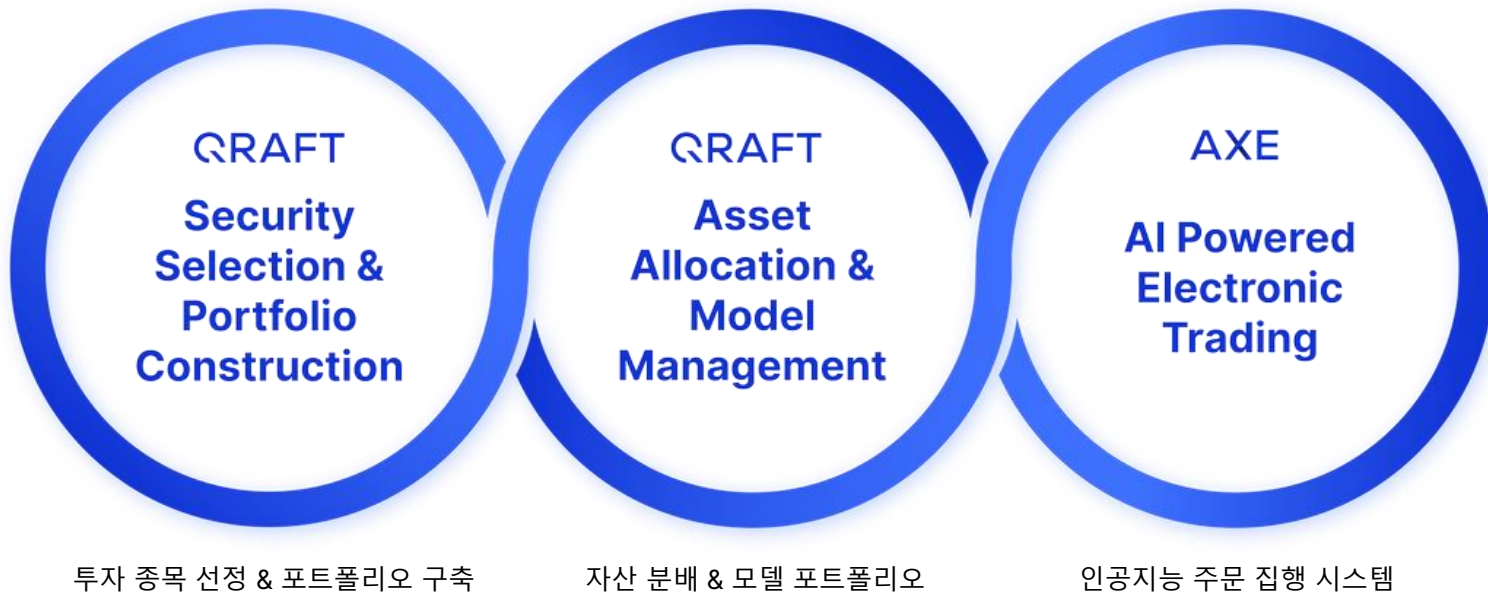 QRAFT
Security
Selection &
Portfolio
Construction
QRAFT
Asset
Allocation &
Model
Management
AXE
AI Powered
Electronic
Trading
투자 종목 선정 & 포트폴리오 구축
자산 분배 & 모델 포트폴리오
인공지능 주문 집행 시스템